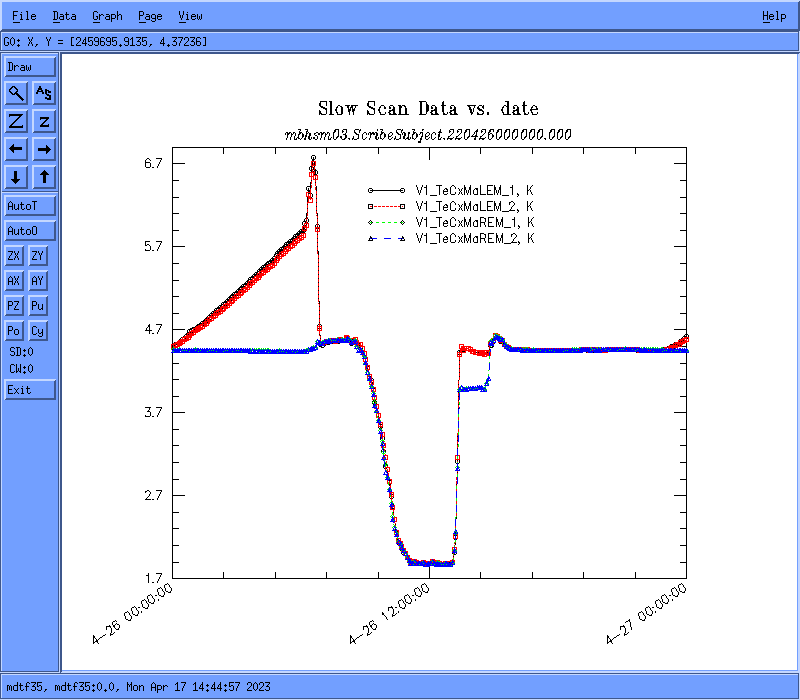 File Data Graph Page View Help
G0: X, Y = [2459695.9135, 4.37236]
Draw
A S
Z z
AutoT
AutoO
ZX ZY
AX AY
PZ Pu
Po Cy
SD:0
CW:0
Exit
Slow Scan Data vs. date
mbhsm03.ScribeSubject.220426000000.000
V1_TeCxMaLEM_1, K
V1_TeCxMaLEM_2, K
V1_TeCxMaREM_1, K
V1_TeCxMaREM_2, K
6.7
5.7
4.7
3.7
2.7
1.7
4-26 00:00:00
4-26 12:00:00
4-27 00:00:00
mdtf35, mdtf35:0.0, Mon Apr 17 14:44:57 2023